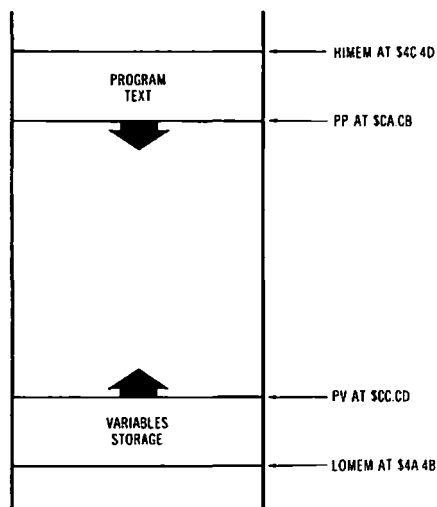 HIMEM AT $4C.4D
PROGRAM
TEXT
PP AT $CA.CB
PV AT $CC.CD
VARIABLES
STORAGE
LOMEM AT $4A.4B